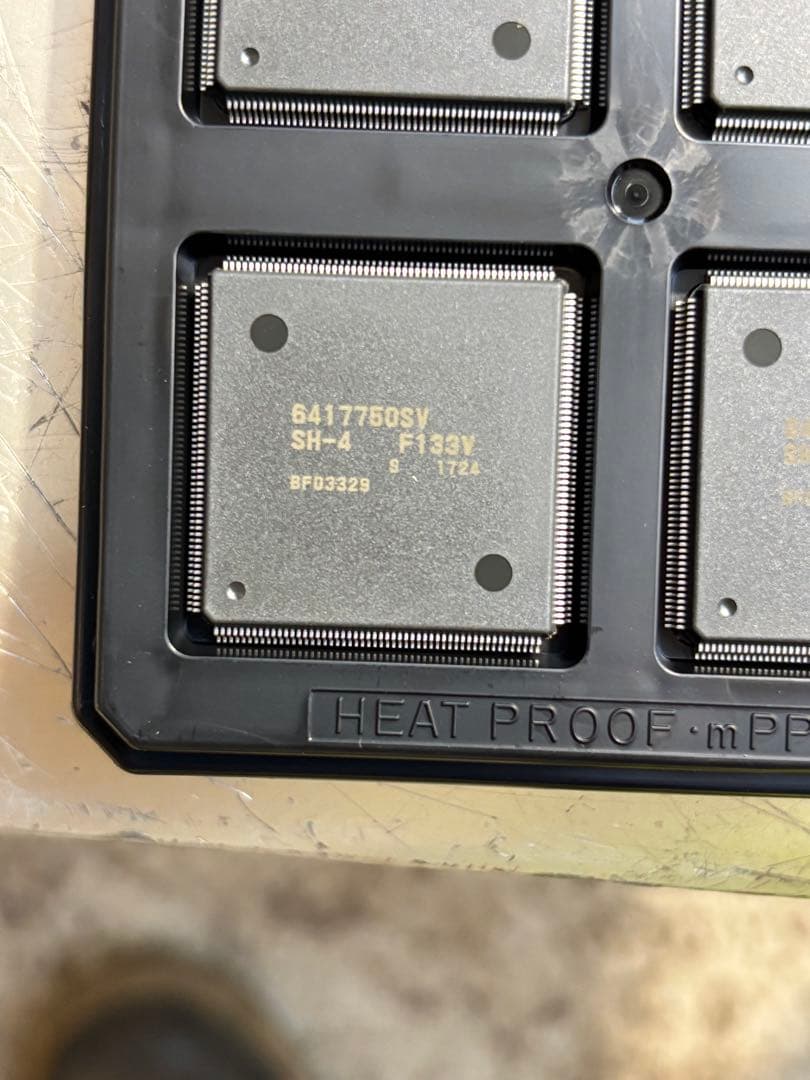 6417750SV
SH-4 F133V
S 1724
BF03329
HEAT PROOF·mPP